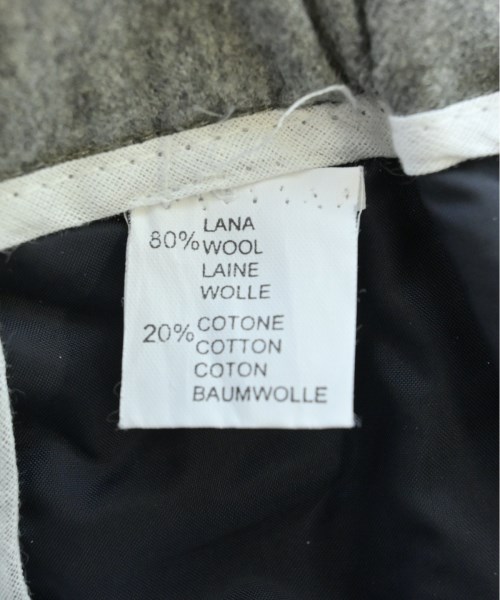 80% LANA
WOOL
LAINE
WOLLE
20% COTONE
COTTON
COTON
BAUMWOLLE